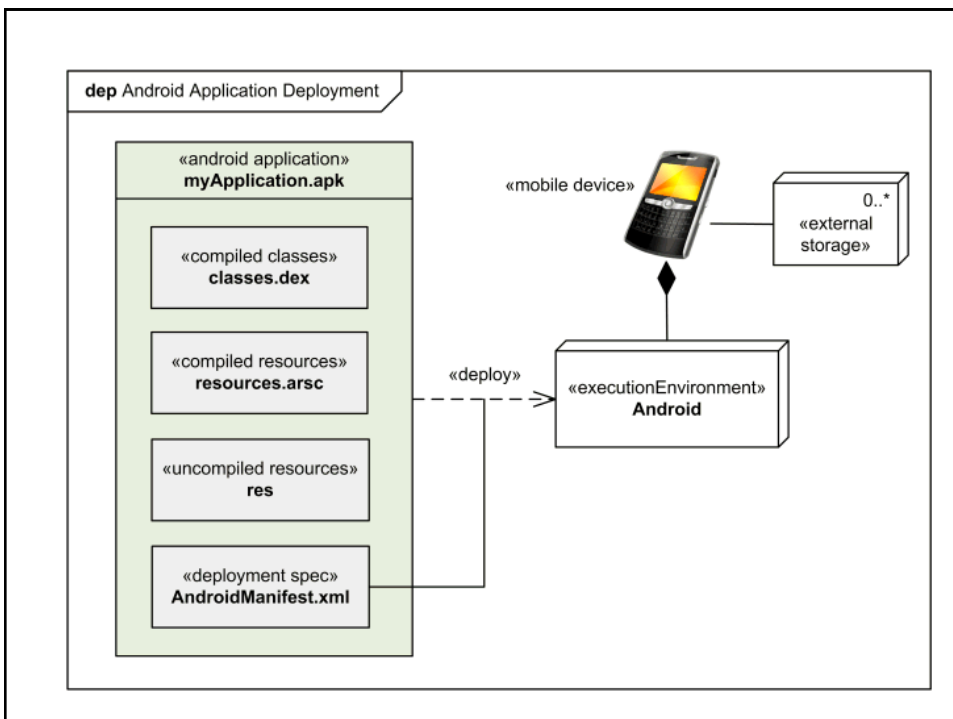 dep Android Application Deployment
«android application»
myApplication.apk
«compiled classes»
classes.dex
«compiled resources»
resources.arsc
«uncompiled resources»
res
«deployment spec»
AndroidManifest.xml
«deploy»
«mobile device»
0..*
«external
storage»
«executionEnvironment»
Android